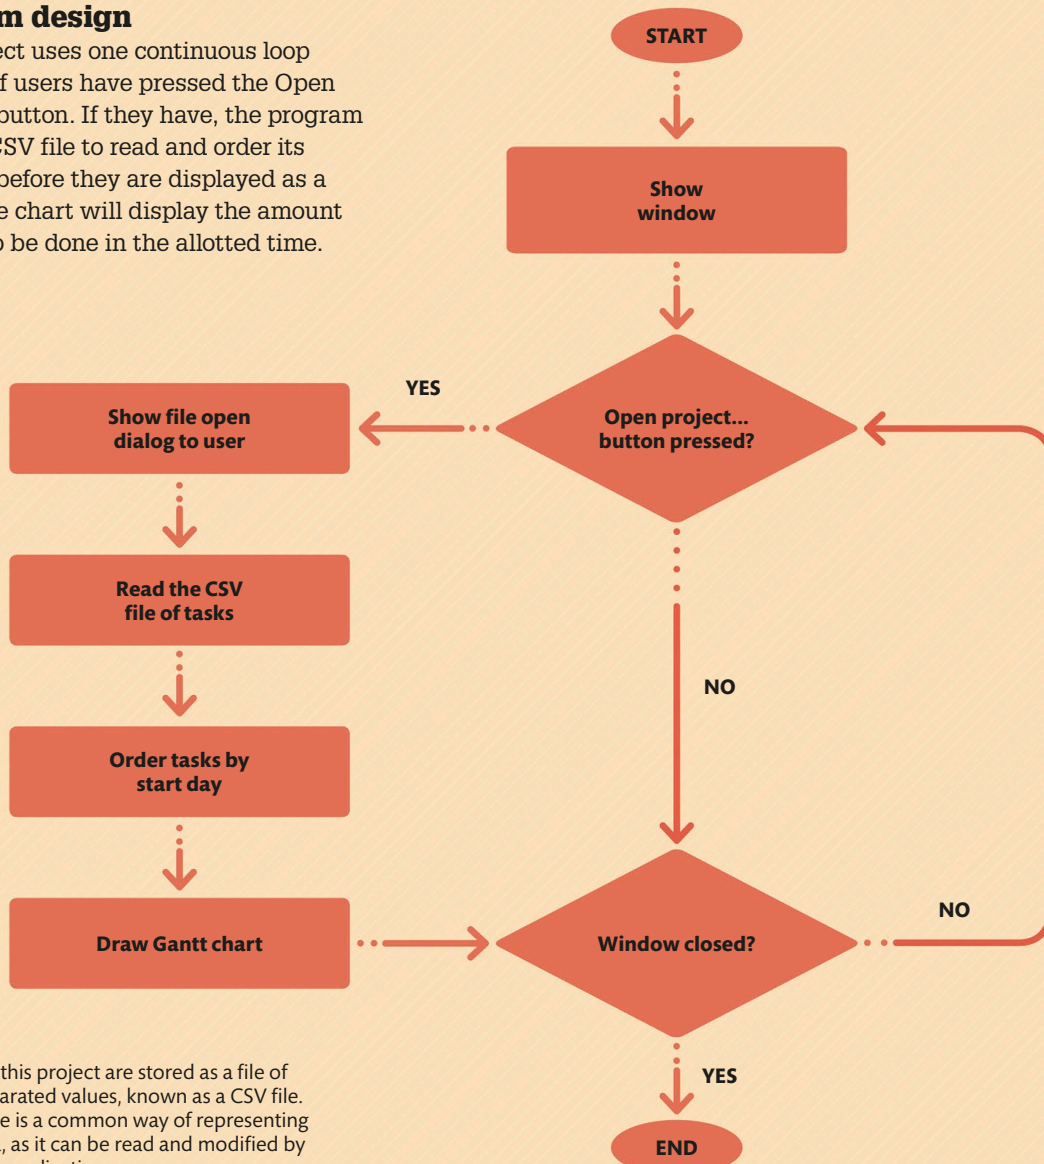 m design
ect uses one continuous loop
f users have pressed the Open
button. If they have, the program
CSV file to read and order its
before they are displayed as a
e chart will display the amount
o be done in the allotted time.
START
Show
window
Open project...
button pressed?
YES
Show file open
dialog to user
Read the CSV
file of tasks
Order tasks by
start day
Draw Gantt chart
NO
Window closed?
NO
YES
END
this project are stored as a file of
arated values, known as a CSV file.
e is a common way of representing
, as it can be read and modified by